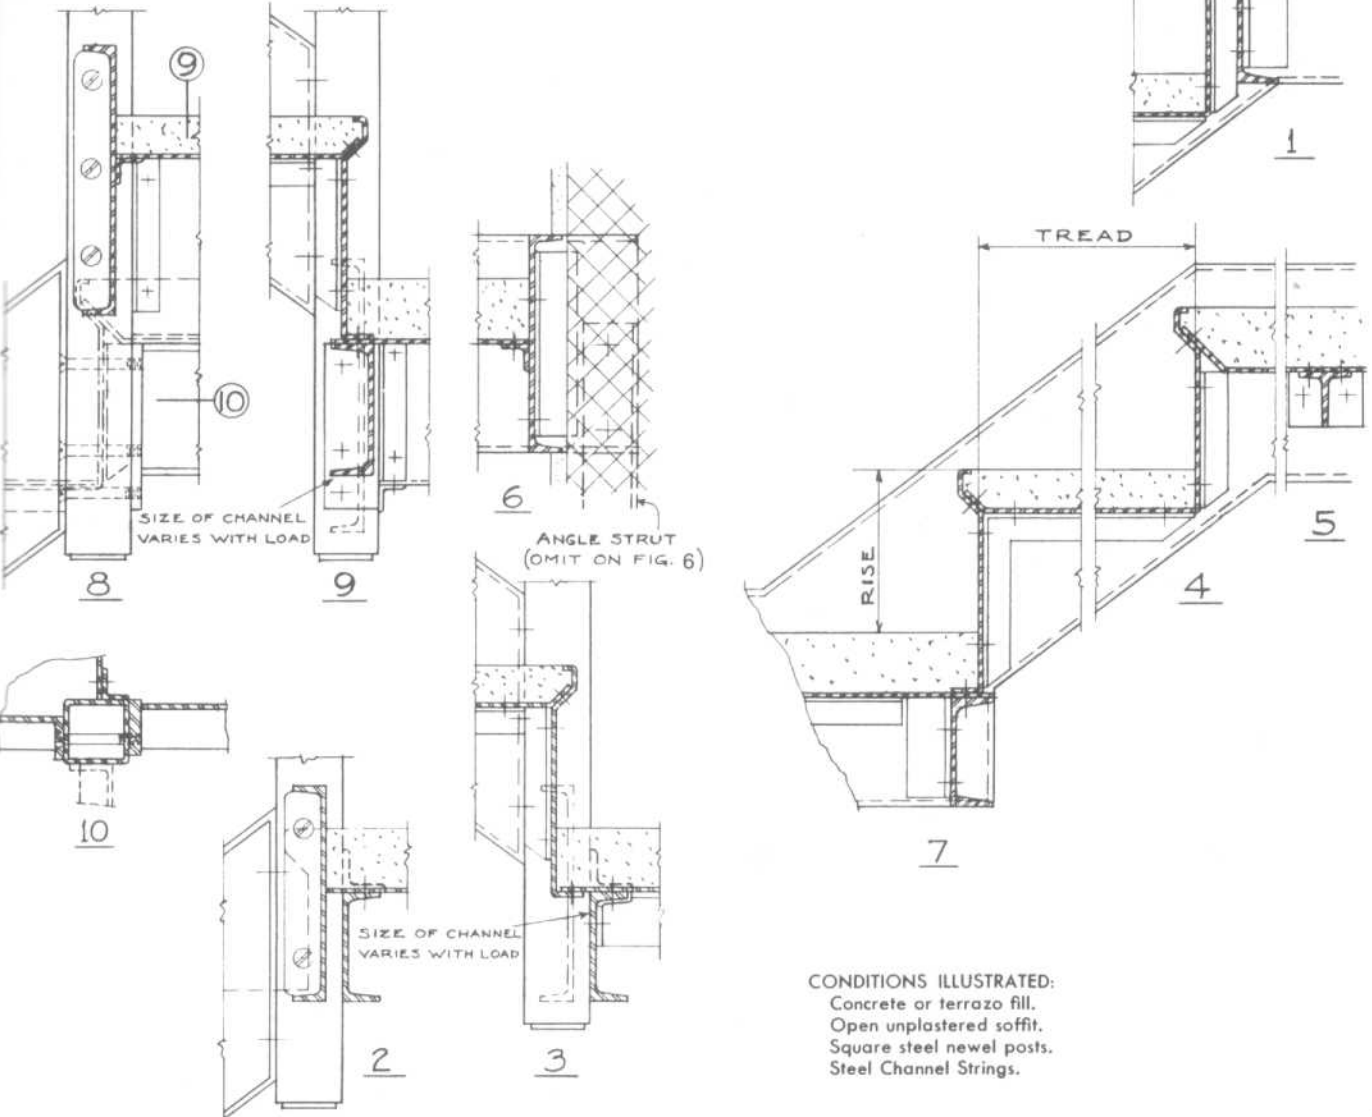 9
1
TREAD
10
6
5
SIZE OF CHANNEL
VARIES WITH LOAD
ANGLE STRUT
(OMIT ON FIG. 6)
RISE
8
9
4
10
7
SIZE OF CHANNEL
VARIES WITH LOAD
2
3
CONDITIONS ILLUSTRATED:
Concrete or terrazo fill.
Open unplastered soffit.
Square steel newel posts.
Steel Channel Strings.